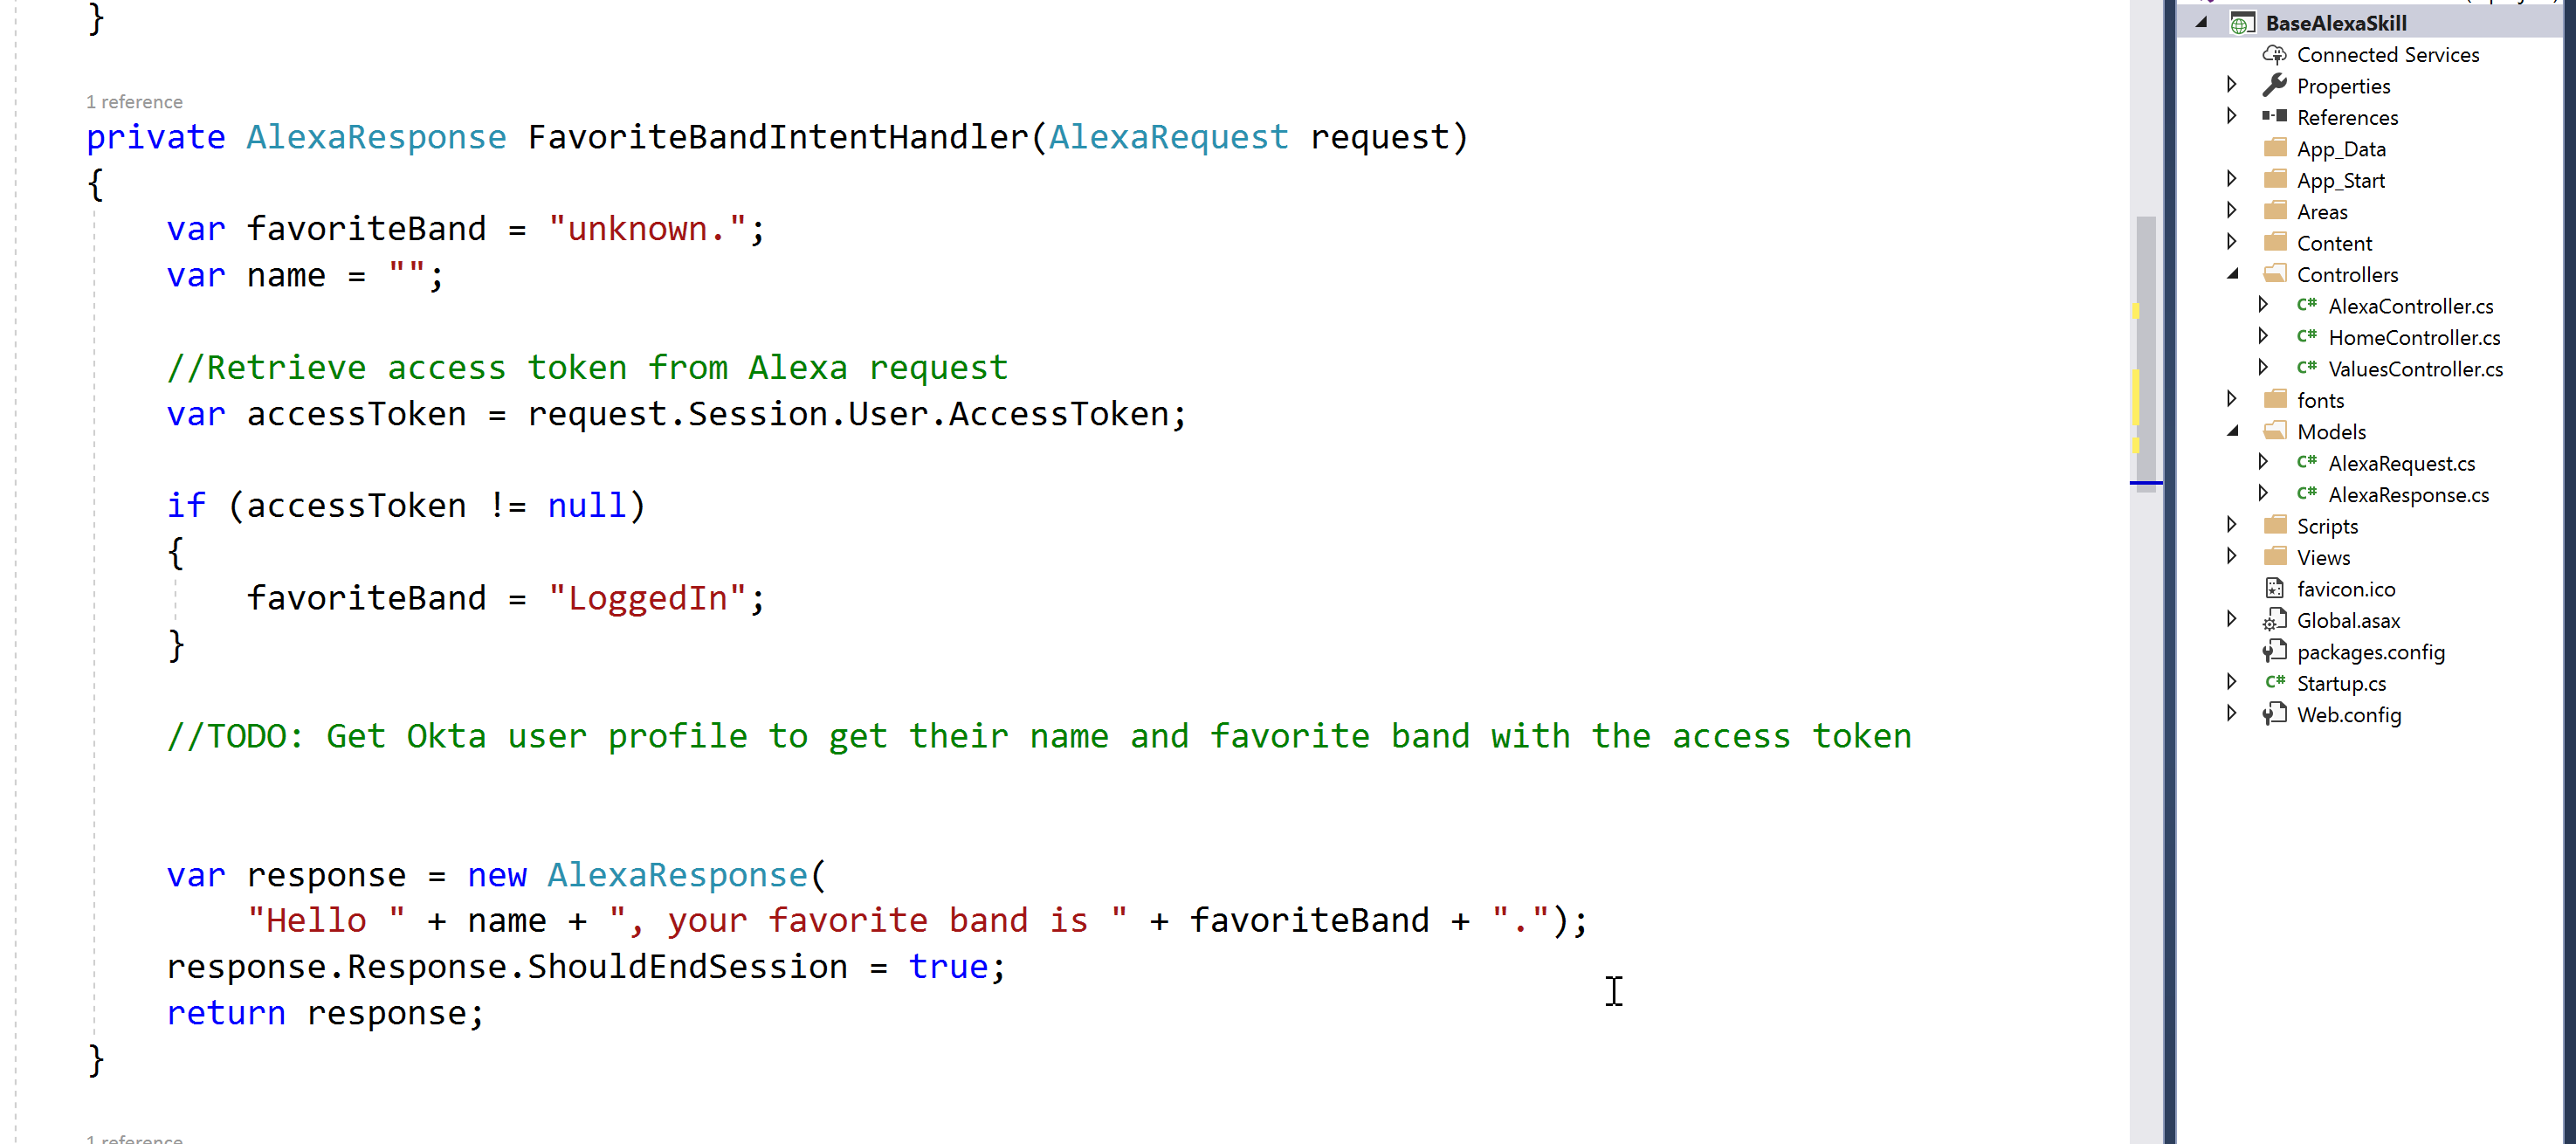 }
1 reference
private AlexaResponse FavoriteBandIntentHandler(AlexaRequest request)
{
var favoriteBand = "unknown.";
var name = "";
//Retrieve access token from Alexa request
var accessToken = request.Session.User.AccessToken;
if (accessToken != null)
{
favoriteBand = "LoggedIn";
}
//TODO: Get Okta user profile to get their name and favorite band with the access token
var response = new AlexaResponse(
"Hello " + name + ", your favorite band is " + favoriteBand + ".");
response.Response.ShouldEndSession = true;
return response;
}
1 reference
BaseAlexaSkill
Connected Services
Properties
References
App_Data
App_Start
Areas
Content
Controllers
C# AlexaController.cs
C# HomeController.cs
C# ValuesController.cs
fonts
Models
C# AlexaRequest.cs
C# AlexaResponse.cs
Scripts
Views
favicon.ico
Global.asax
packages.config
C# Startup.cs
Web.config